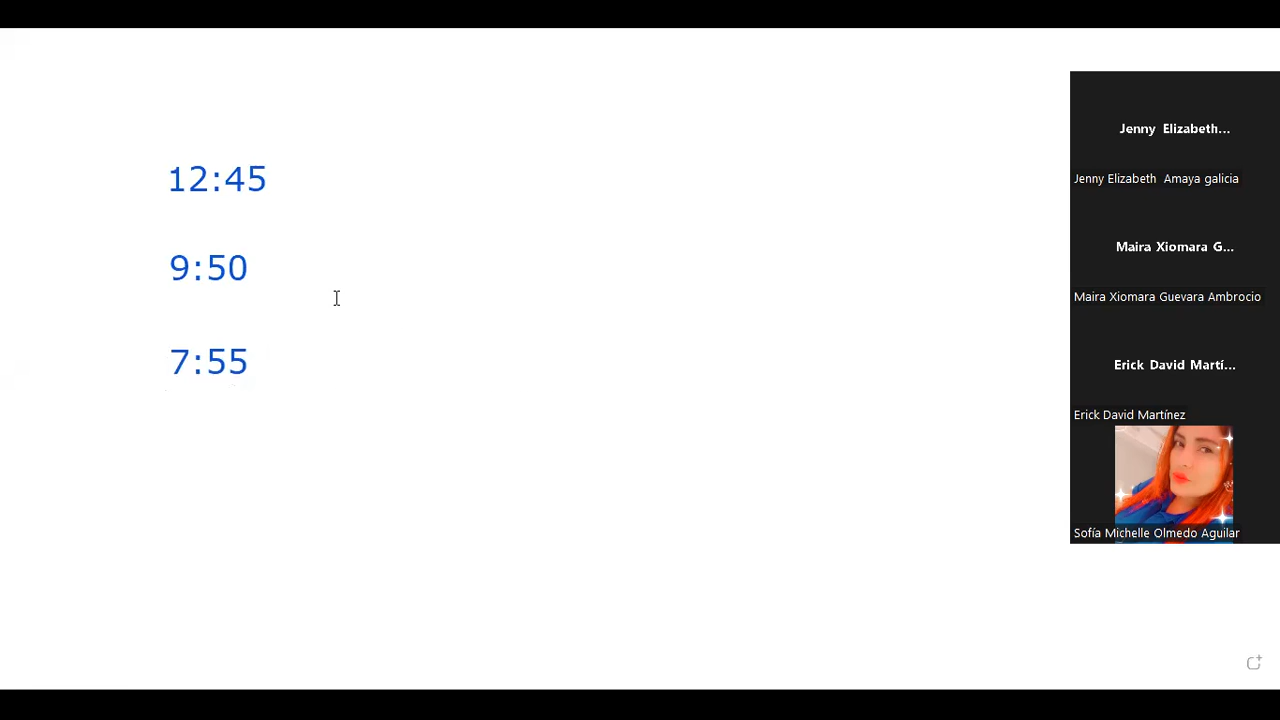 12:45
9:50
7:55
Jenny Elizabeth...
Jenny Elizabeth Amaya galicia
Maira Xiomara G...
Maira Xiomara Guevara Ambrocio
Erick David Martí...
Erick David Martínez
Sofía Michelle Olmedo Aguilar